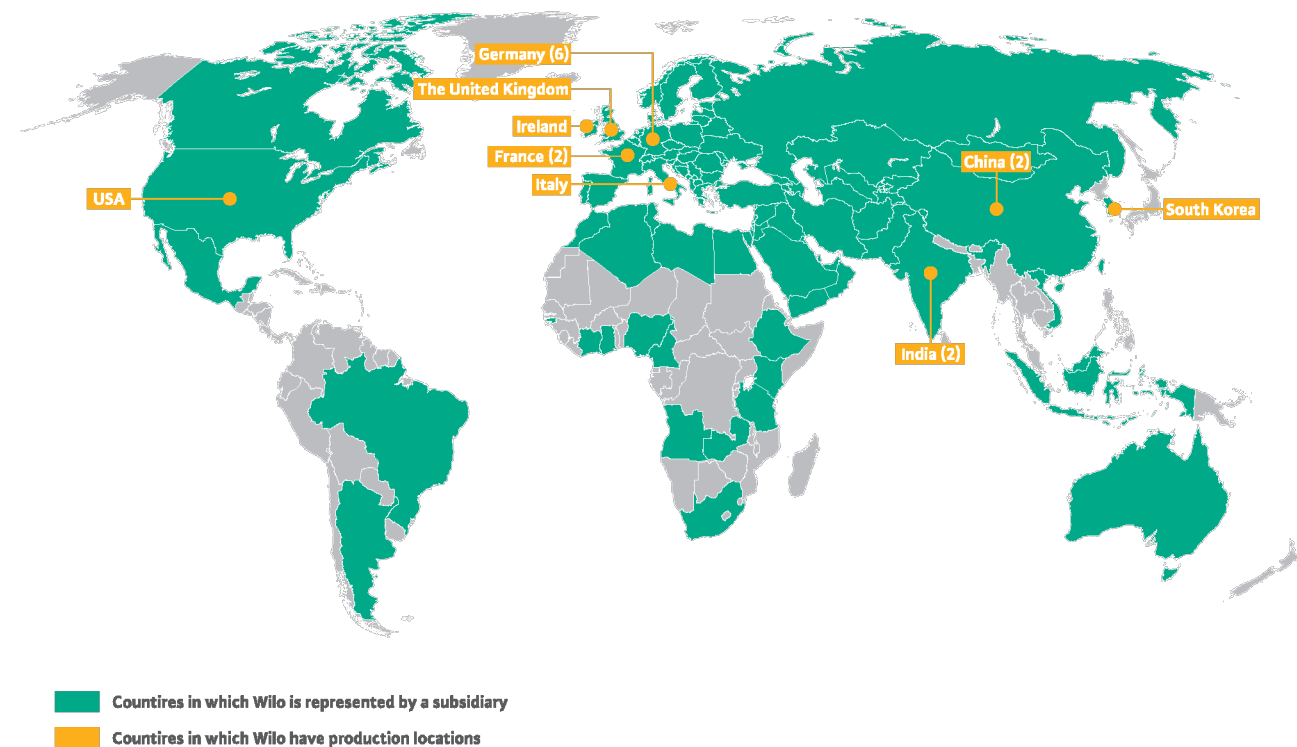 Germany (6)
The United Kingdom
Ireland
France (2)
Italy
USA
China (2)
South Korea
India (2)
Countires in which Wilo is represented by a subsidiary
Countires in which Wilo have production locations